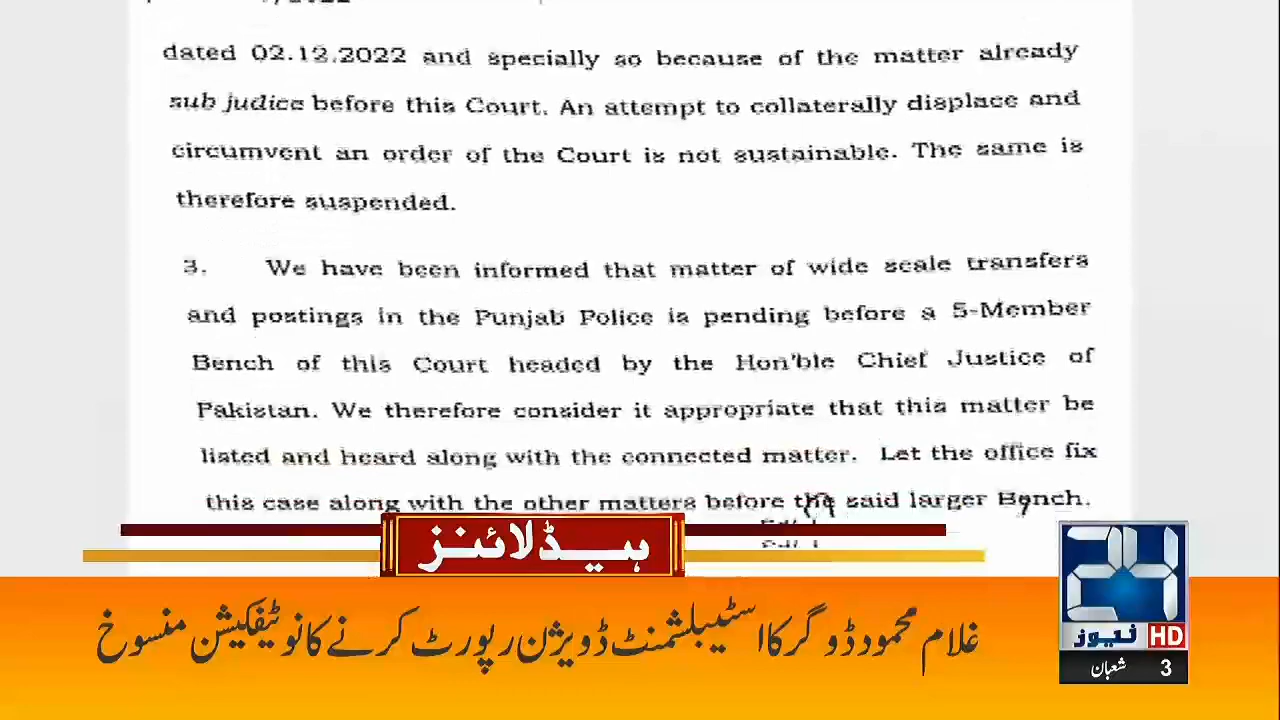 dated 02.12.2022 and specially so because of the matter already
sub judice before this Court. An attempt to collaterally displace and
circumvent an order of the Court is not sustainable. The same is
therefore suspended.
3. We have been informed that matter of wide scale transfers
and postings in the Punjab Police is pending before a 5-Member
Bench of this Court headed by the Hon'ble Chief Justice of
Pakistan. We therefore consider it appropriate that this matter be
listed and heard along with the connected matter. Let the office fix
this case along with the other matters before the said larger Bench.
ہیڈلائنز
غلام محمود ڈوگر کا اسٹیبلشمنٹ ڈویژن رپورٹ کرنے کا نوٹیفکیشن منسوخ
24
نیوز HD
3 شعبان